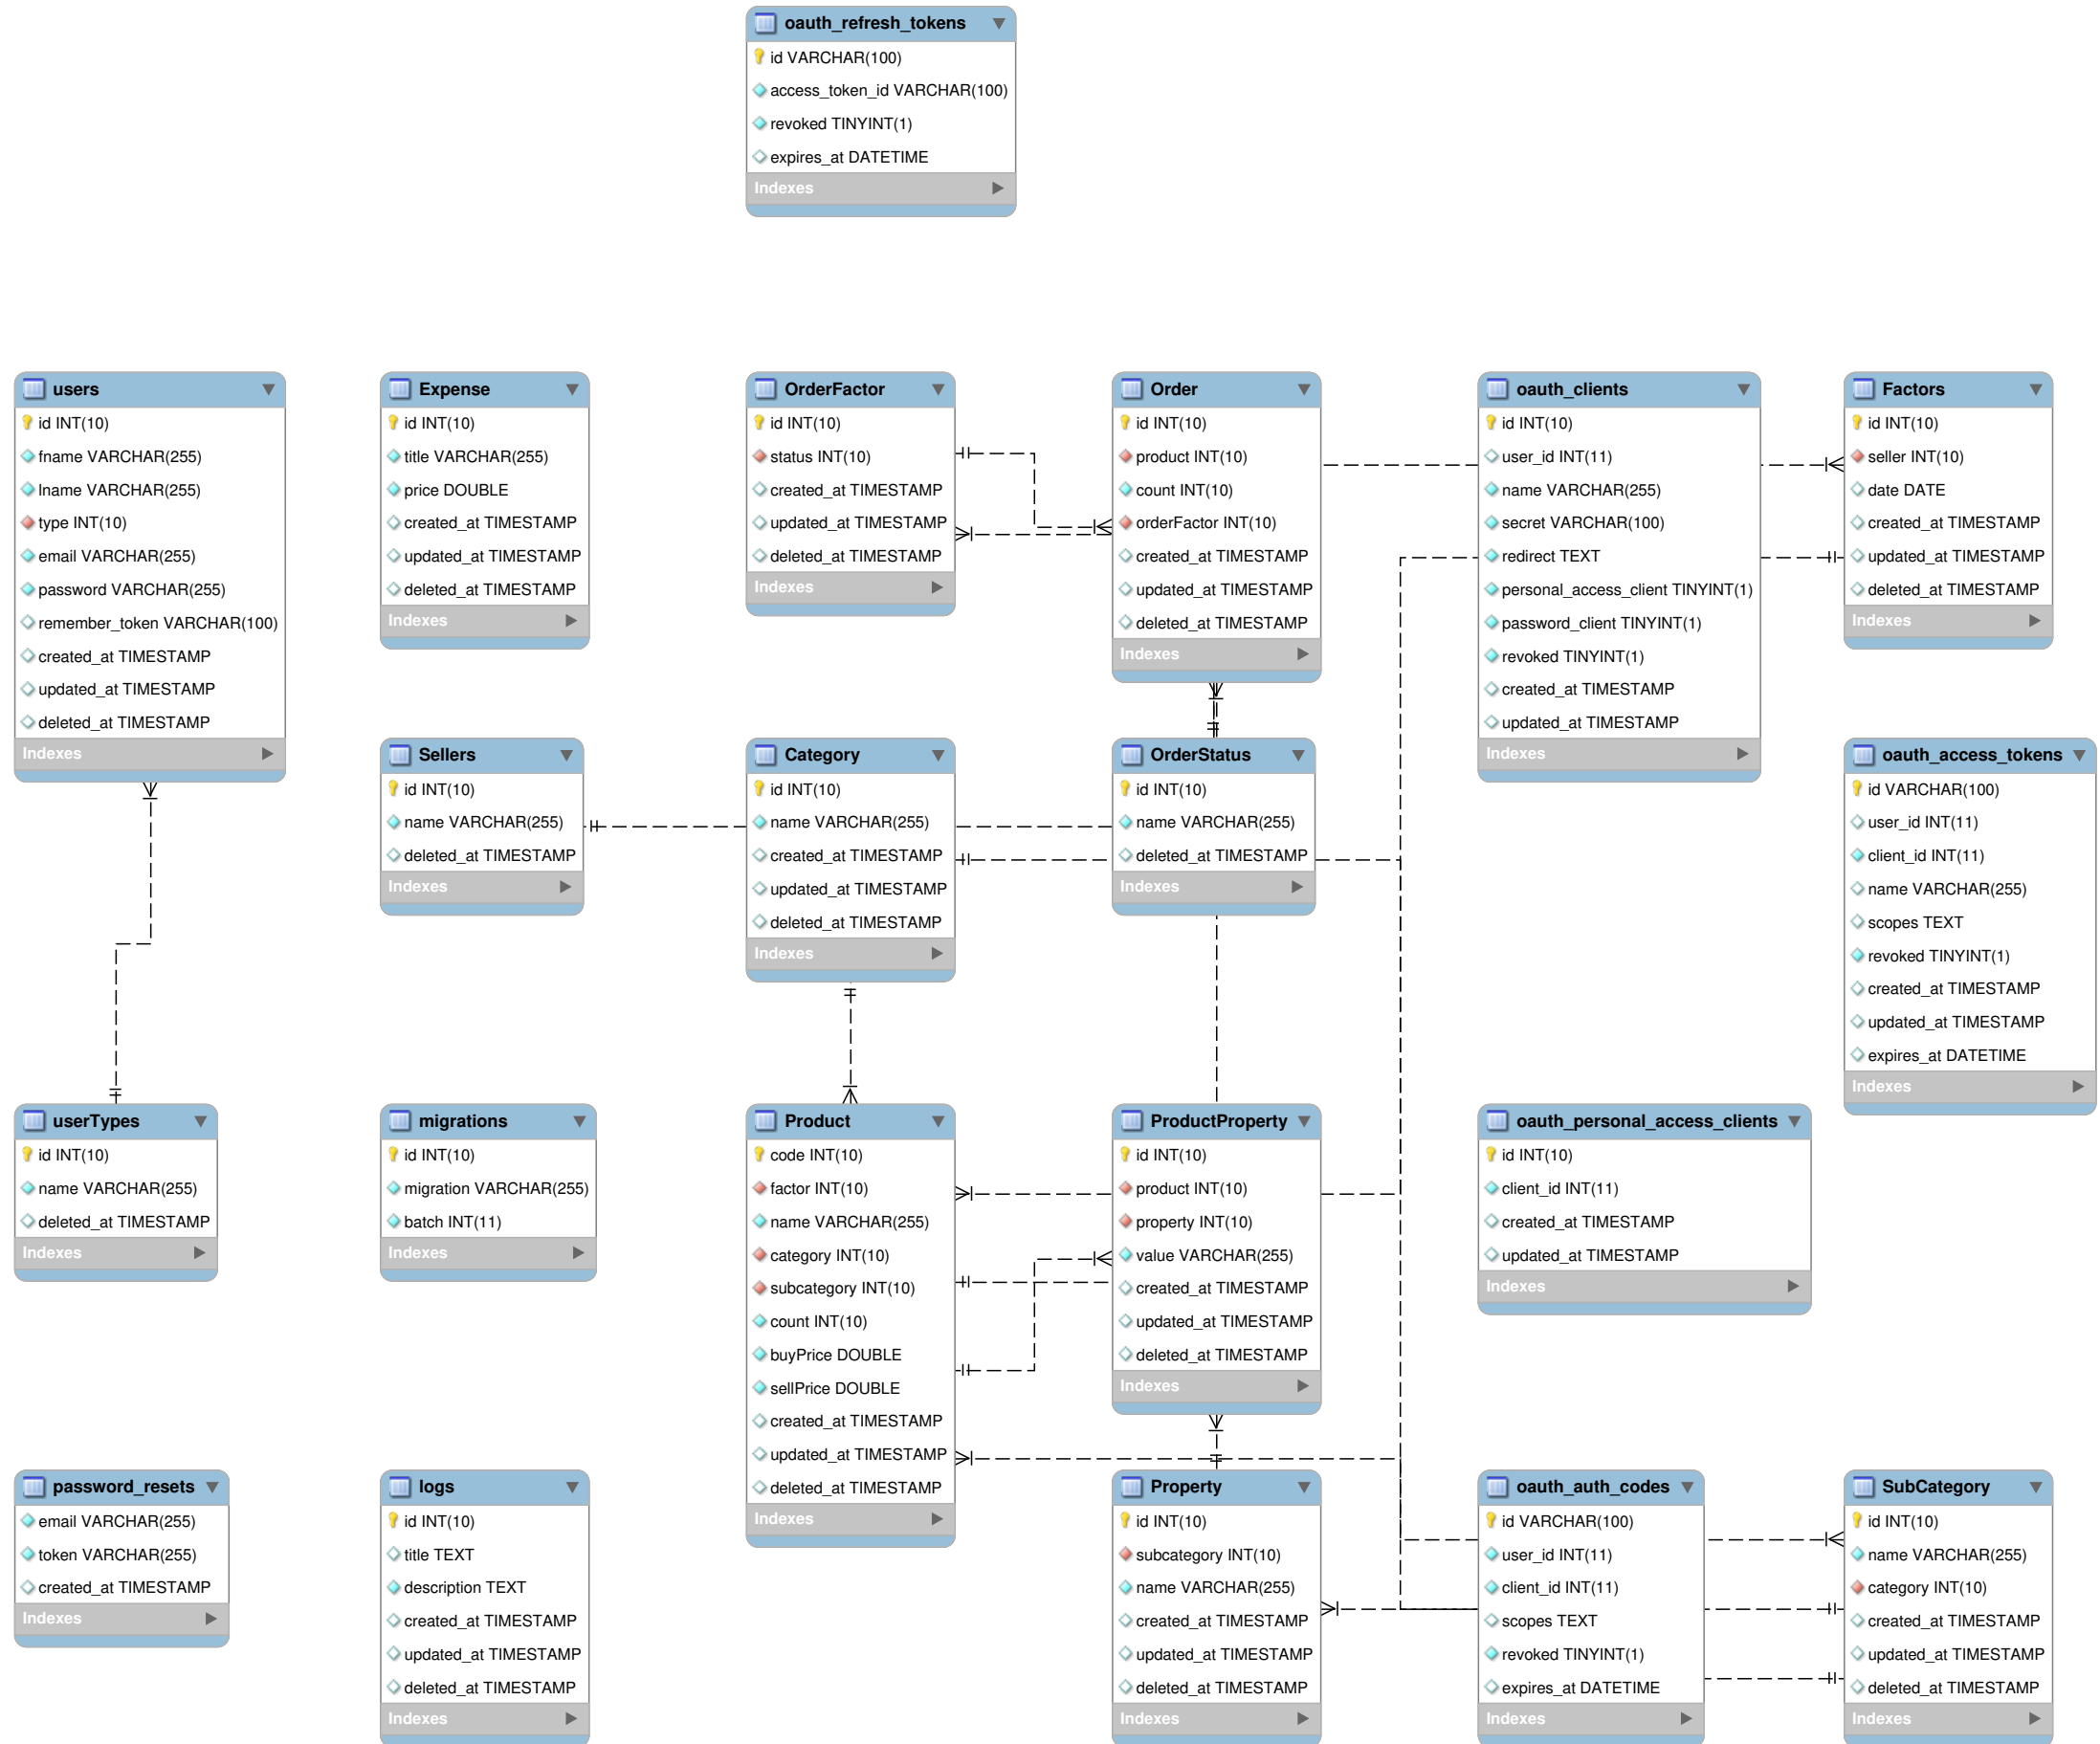 oauth_refresh_tokens
id VARCHAR(100)
access_token_id VARCHAR(100)
revoked TINYINT(1)
expires_at DATETIME
Indexes
users
id INT(10)
fname VARCHAR(255)
lname VARCHAR(255)
type INT(10)
email VARCHAR(255)
password VARCHAR(255)
remember_token VARCHAR(100)
created_at TIMESTAMP
updated_at TIMESTAMP
deleted_at TIMESTAMP
Indexes
Expense
id INT(10)
title VARCHAR(255)
price DOUBLE
created_at TIMESTAMP
updated_at TIMESTAMP
deleted_at TIMESTAMP
Indexes
OrderFactor
id INT(10)
status INT(10)
created_at TIMESTAMP
updated_at TIMESTAMP
deleted_at TIMESTAMP
Indexes
Order
id INT(10)
product INT(10)
count INT(10)
orderFactor INT(10)
created_at TIMESTAMP
updated_at TIMESTAMP
deleted_at TIMESTAMP
Indexes
oauth_clients
id INT(10)
user_id INT(11)
name VARCHAR(255)
secret VARCHAR(100)
redirect TEXT
personal_access_client TINYINT(1)
password_client TINYINT(1)
revoked TINYINT(1)
created_at TIMESTAMP
updated_at TIMESTAMP
Indexes
Factors
id INT(10)
seller INT(10)
date DATE
created_at TIMESTAMP
updated_at TIMESTAMP
deleted_at TIMESTAMP
Indexes
Sellers
id INT(10)
name VARCHAR(255)
deleted_at TIMESTAMP
Indexes
Category
id INT(10)
name VARCHAR(255)
created_at TIMESTAMP
updated_at TIMESTAMP
deleted_at TIMESTAMP
Indexes
OrderStatus
id INT(10)
name VARCHAR(255)
deleted_at TIMESTAMP
Indexes
oauth_access_tokens
id VARCHAR(100)
user_id INT(11)
client_id INT(11)
name VARCHAR(255)
scopes TEXT
revoked TINYINT(1)
created_at TIMESTAMP
updated_at TIMESTAMP
expires_at DATETIME
Indexes
userTypes
id INT(10)
name VARCHAR(255)
deleted_at TIMESTAMP
Indexes
migrations
id INT(10)
migration VARCHAR(255)
batch INT(11)
Indexes
Product
code INT(10)
factor INT(10)
name VARCHAR(255)
category INT(10)
subcategory INT(10)
count INT(10)
buyPrice DOUBLE
sellPrice DOUBLE
created_at TIMESTAMP
updated_at TIMESTAMP
deleted_at TIMESTAMP
Indexes
ProductProperty
id INT(10)
product INT(10)
property INT(10)
value VARCHAR(255)
created_at TIMESTAMP
updated_at TIMESTAMP
deleted_at TIMESTAMP
Indexes
oauth_personal_access_clients
id INT(10)
client_id INT(11)
created_at TIMESTAMP
updated_at TIMESTAMP
Indexes
password_resets
email VARCHAR(255)
token VARCHAR(255)
created_at TIMESTAMP
Indexes
logs
id INT(10)
title TEXT
description TEXT
created_at TIMESTAMP
updated_at TIMESTAMP
deleted_at TIMESTAMP
Indexes
Property
id INT(10)
subcategory INT(10)
name VARCHAR(255)
created_at TIMESTAMP
updated_at TIMESTAMP
deleted_at TIMESTAMP
Indexes
oauth_auth_codes
id VARCHAR(100)
user_id INT(11)
client_id INT(11)
scopes TEXT
revoked TINYINT(1)
expires_at DATETIME
Indexes
SubCategory
id INT(10)
name VARCHAR(255)
category INT(10)
created_at TIMESTAMP
updated_at TIMESTAMP
deleted_at TIMESTAMP
Indexes